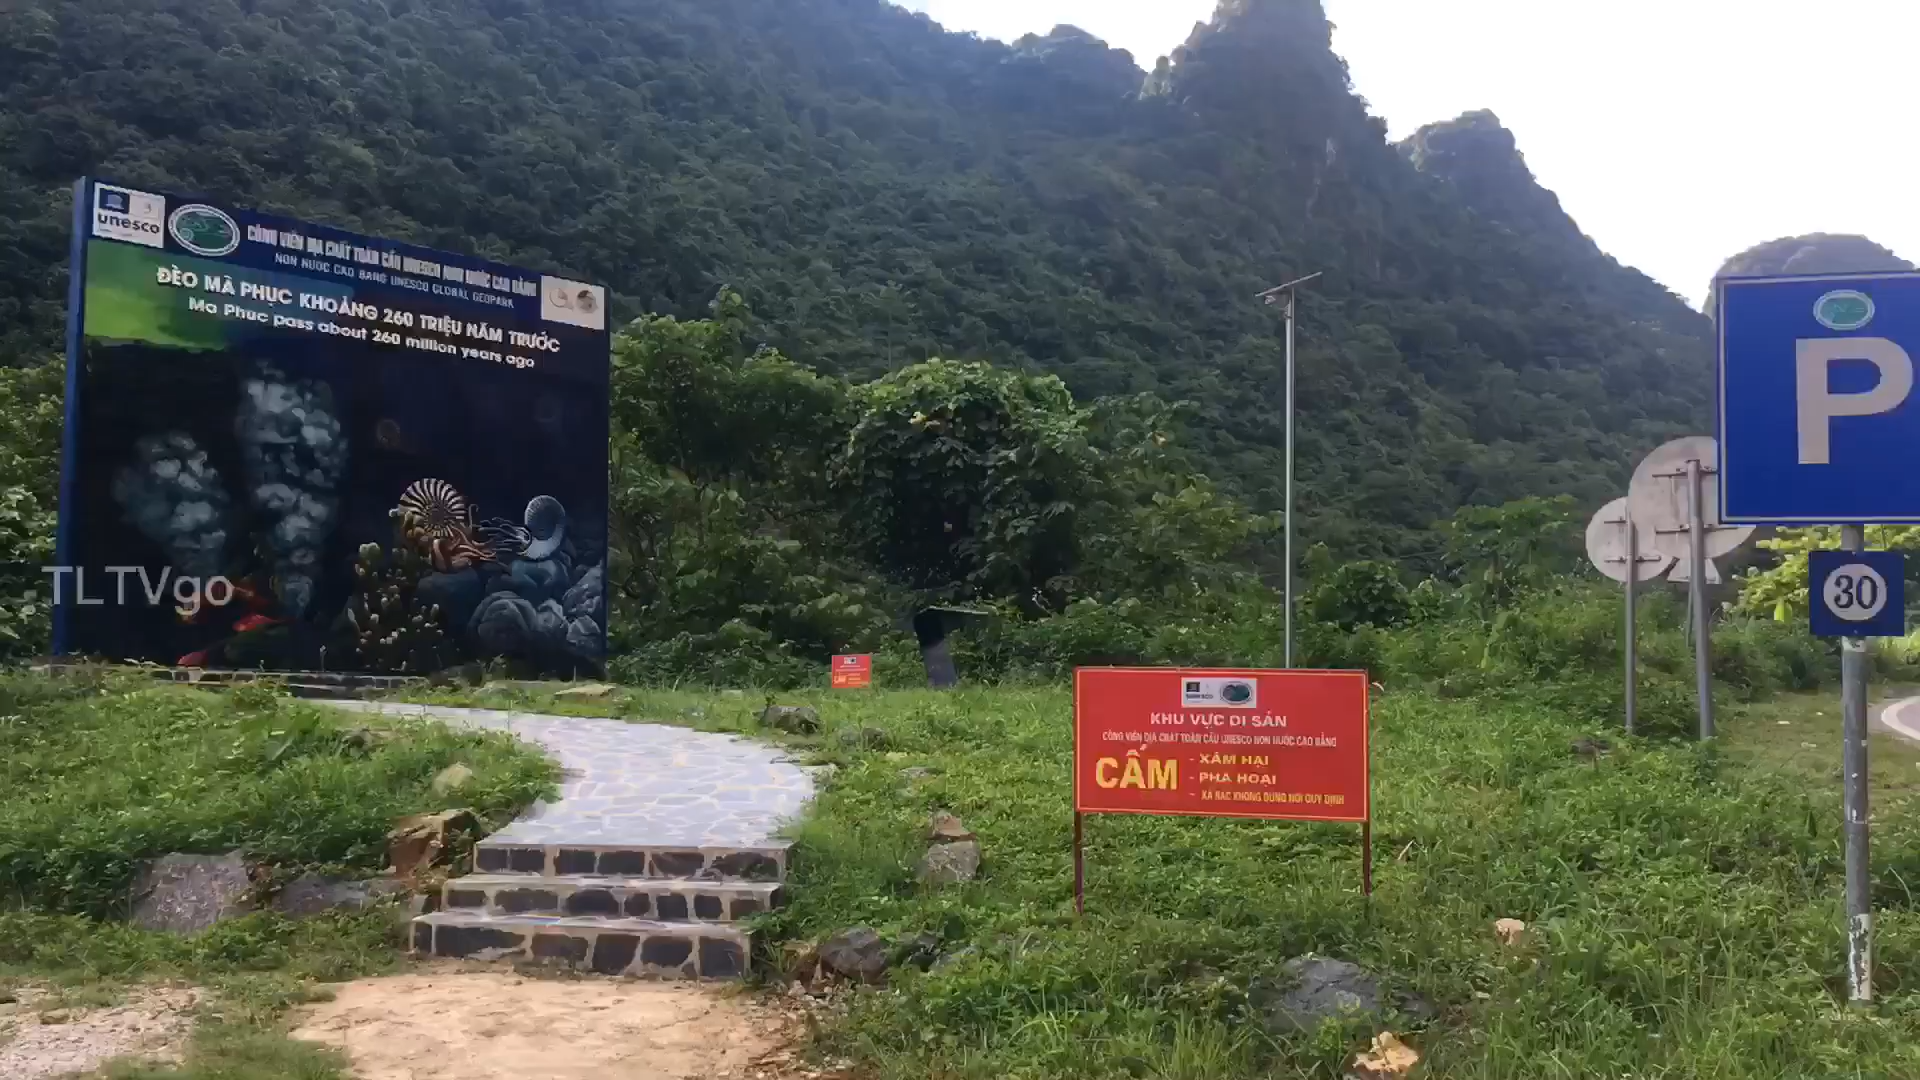 unesco
CÔNG VIÊN ĐỊA CHẤT TOÀN CẦU UNESCO NON NƯỚC CAO BẰNG
NON NUOC CAO BANG UNESCO GLOBAL GEOPARK
ĐÈO MÃ PHỤC KHOẢNG 260 TRIỆU NĂM TRƯỚC
Ma Phuc pass about 260 million years ago
TLTVgo
CẤM
KHU VỰC DI SẢN
CÔNG VIÊN ĐỊA CHẤT TOÀN CẦU UNESCO NON NƯỚC CAO BẰNG
CẤM
- XÂM HẠI
- PHÁ HOẠI
- XẢ RÁC KHÔNG ĐÚNG NƠI QUY ĐỊNH
P
30